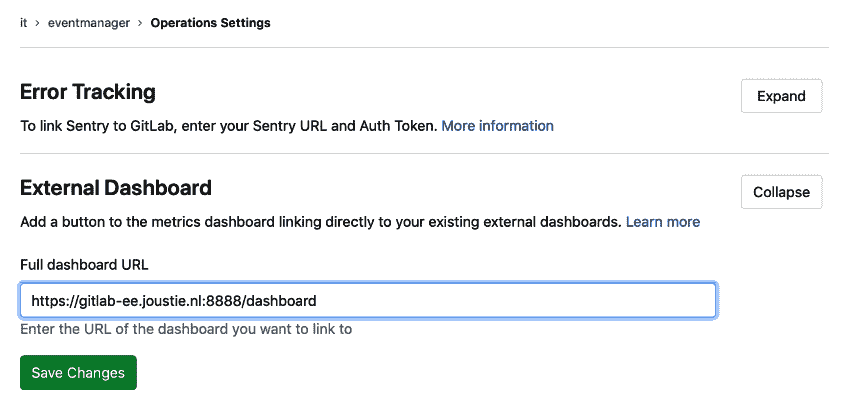 it > eventmanager > Operations Settings
Error Tracking
Expand
To link Sentry to GitLab, enter your Sentry URL and Auth Token. More information
External Dashboard
Collapse
Add a button to the metrics dashboard linking directly to your existing external dashboards. Learn more
Full dashboard URL
https://gitlab-ee.joustie.nl:8888/dashboard
Enter the URL of the dashboard you want to link to
Save Changes